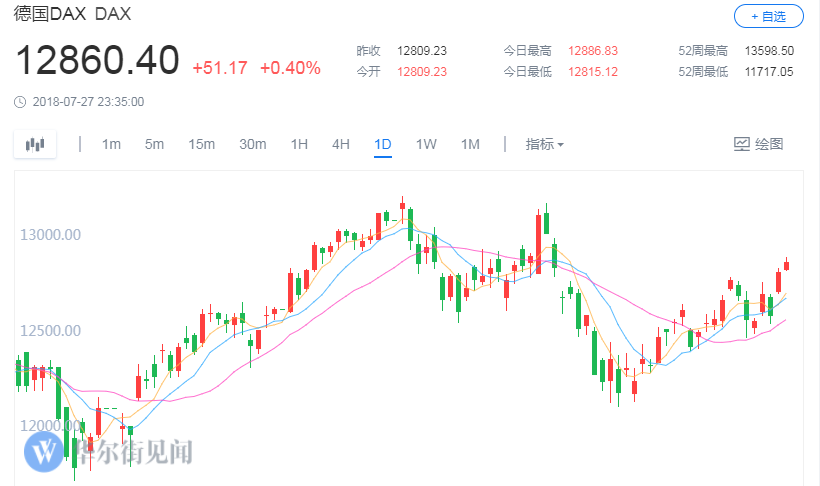 德国DAX DAX
+ 自选
12860.40 +51.17 +0.40%
昨收 12809.23 今日最高 12886.83 52周最高 13598.50
今开 12809.23 今日最低 12815.12 52周最低 11717.05
2018-07-27 23:35:00
1m 5m 15m 30m 1H 4H 1D 1W 1M 指标 绘图
13000.00
12500.00
12000.00
W 华尔街见闻